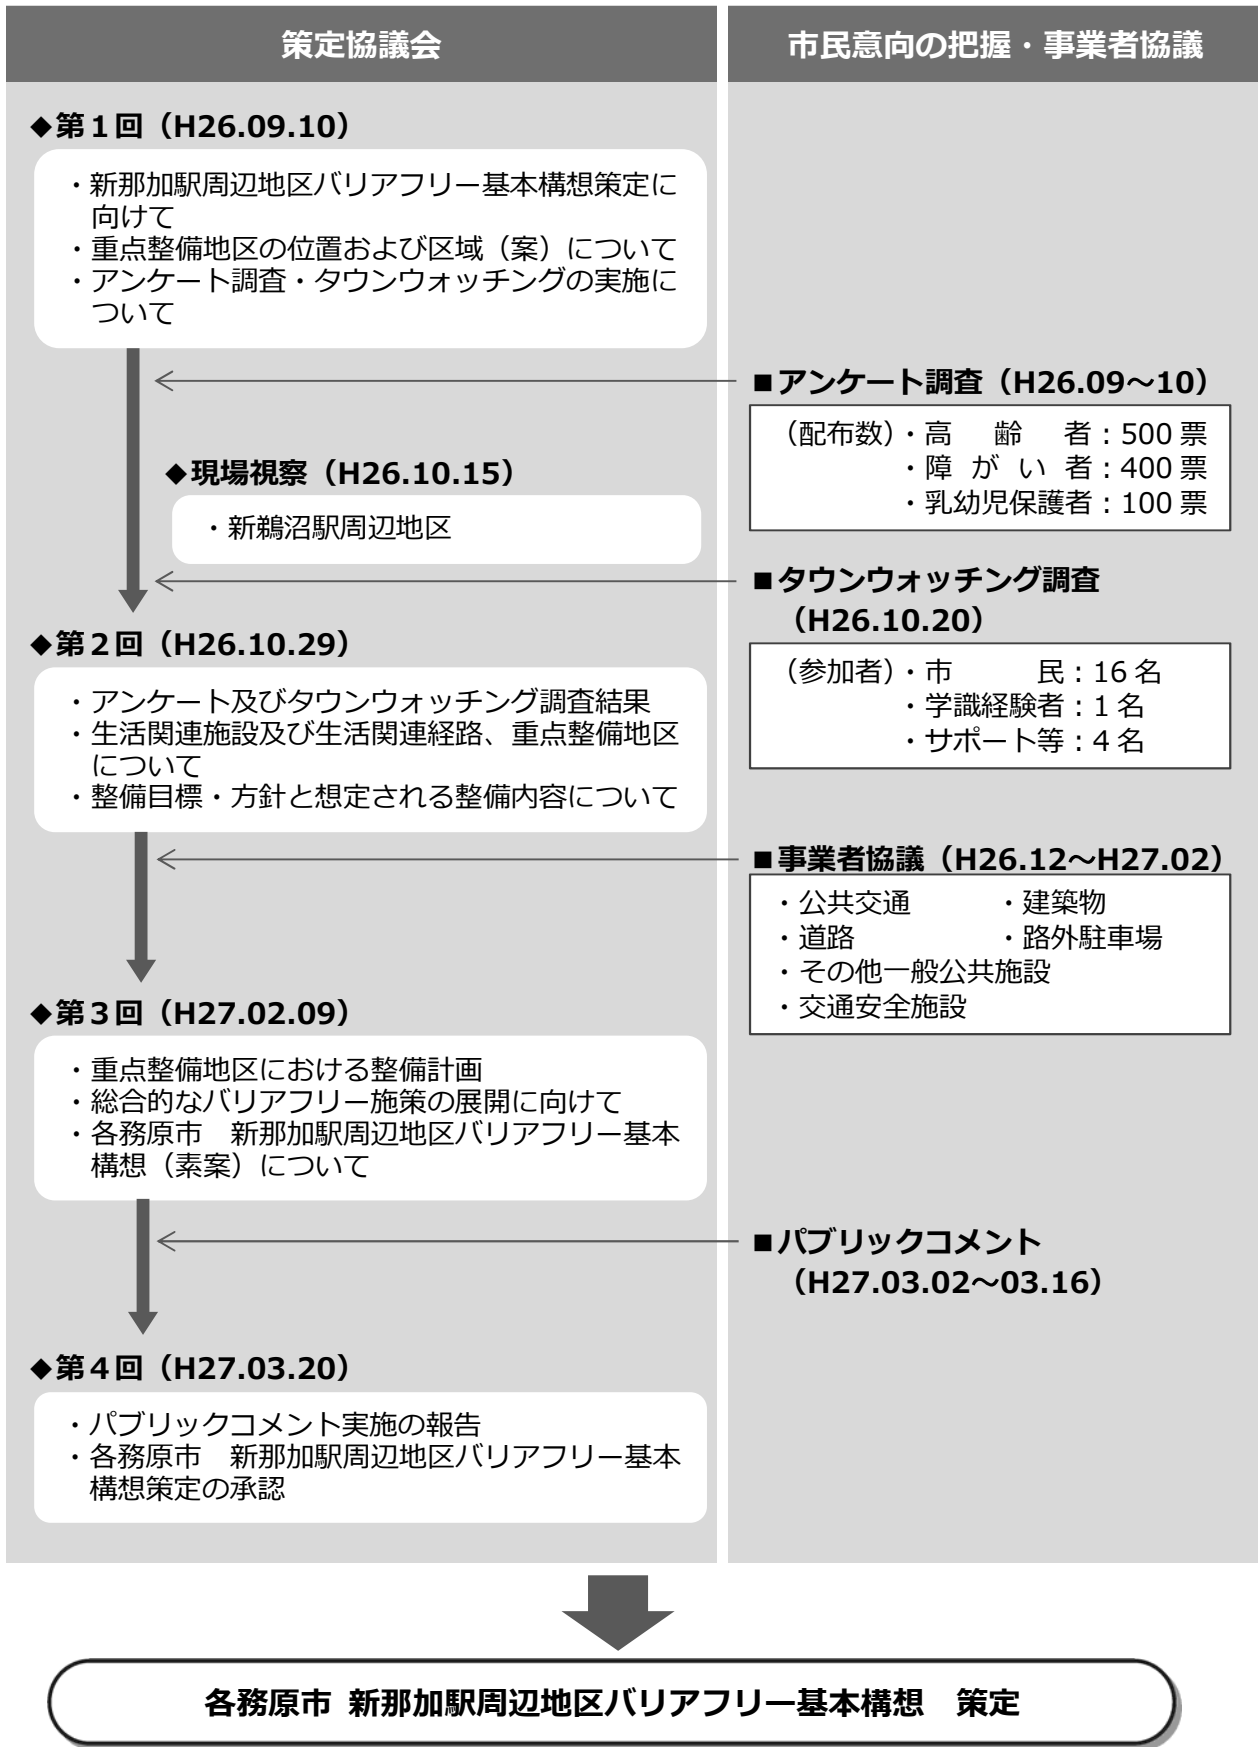 策定協議会
市民意向の把握・事業者協議
◆第１回（H26.09.10）
・新那加駅周辺地区バリアフリー基本構想策定に
向けて
・重点整備地区の位置および区域（案）について
・アンケート調査・タウンウォッチングの実施に
ついて
■アンケート調査（H26.09～10）
（配布数）・高　齢　者：500 票
・障 が い 者：400 票
・乳幼児保護者：100 票
◆現場視察（H26.10.15）
・新鵜沼駅周辺地区
■タウンウォッチング調査
（H26.10.20）
（参加者）・市　　　民：16 名
・学識経験者：1 名
・サポート等：4 名
◆第２回（H26.10.29）
・アンケート及びタウンウォッチング調査結果
・生活関連施設及び生活関連経路、重点整備地区
について
・整備目標・方針と想定される整備内容について
■事業者協議（H26.12～H27.02）
・公共交通　　　・建築物
・道路　　　　　・路外駐車場
・その他一般公共施設
・交通安全施設
◆第３回（H27.02.09）
・重点整備地区における整備計画
・総合的なバリアフリー施策の展開に向けて
・各務原市　新那加駅周辺地区バリアフリー基本
構想（素案）について
■パブリックコメント
（H27.03.02～03.16）
◆第４回（H27.03.20）
・パブリックコメント実施の報告
・各務原市　新那加駅周辺地区バリアフリー基本
構想策定の承認
各務原市 新那加駅周辺地区バリアフリー基本構想　策定